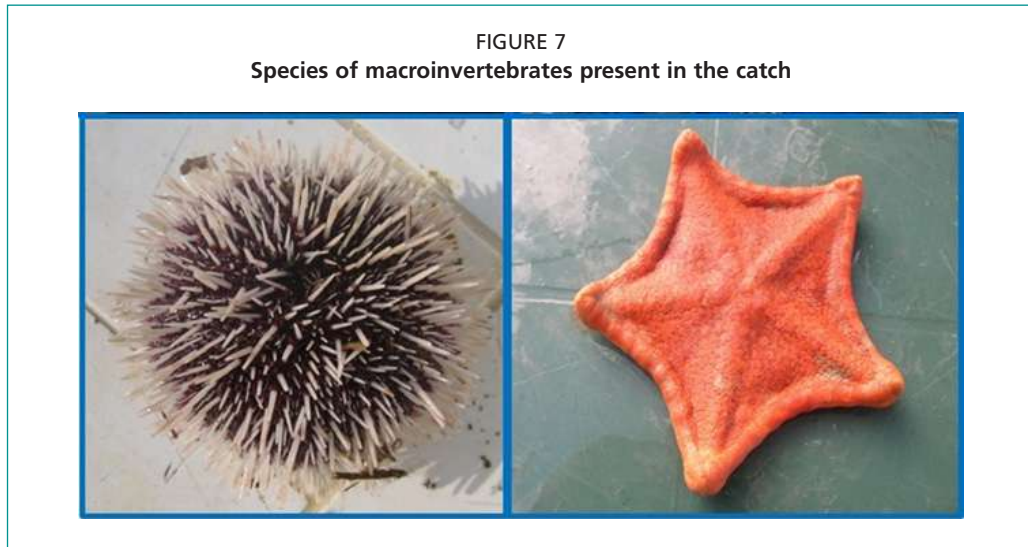 FIGURE 7
Species of macroinvertebrates present in the catch